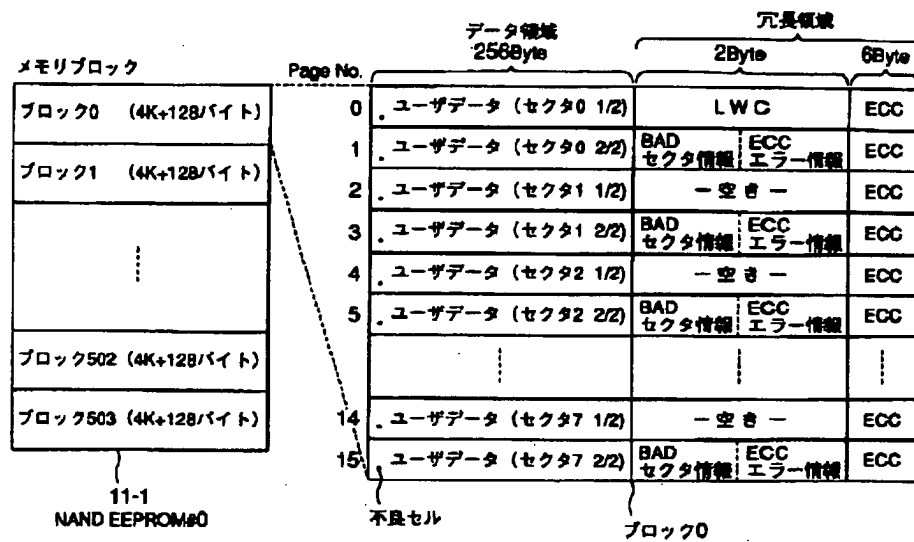 冗長領域
データ領域
256Byte
2Byte
6Byte
メモリブロック
Page No.
ブロック0 (4K+128バイト)
ブロック1 (4K+128バイト)
ブロック502 (4K+128バイト)
ブロック503 (4K+128バイト)
11-1
NAND EEPROM#0
0 ユーザデータ (セクタ0 1/2) LWC ECC
1 ユーザデータ (セクタ0 2/2) BAD セクタ情報 ECC エラー情報 ECC
2 ユーザデータ (セクタ1 1/2) ー空きー ECC
3 ユーザデータ (セクタ1 2/2) BAD セクタ情報 ECC エラー情報 ECC
4 ユーザデータ (セクタ2 1/2) ー空きー ECC
5 ユーザデータ (セクタ2 2/2) BAD セクタ情報 ECC エラー情報 ECC
14 ユーザデータ (セクタ7 1/2) ー空きー ECC
15 ユーザデータ (セクタ7 2/2) BAD セクタ情報 ECC エラー情報 ECC
不良セル
ブロック0